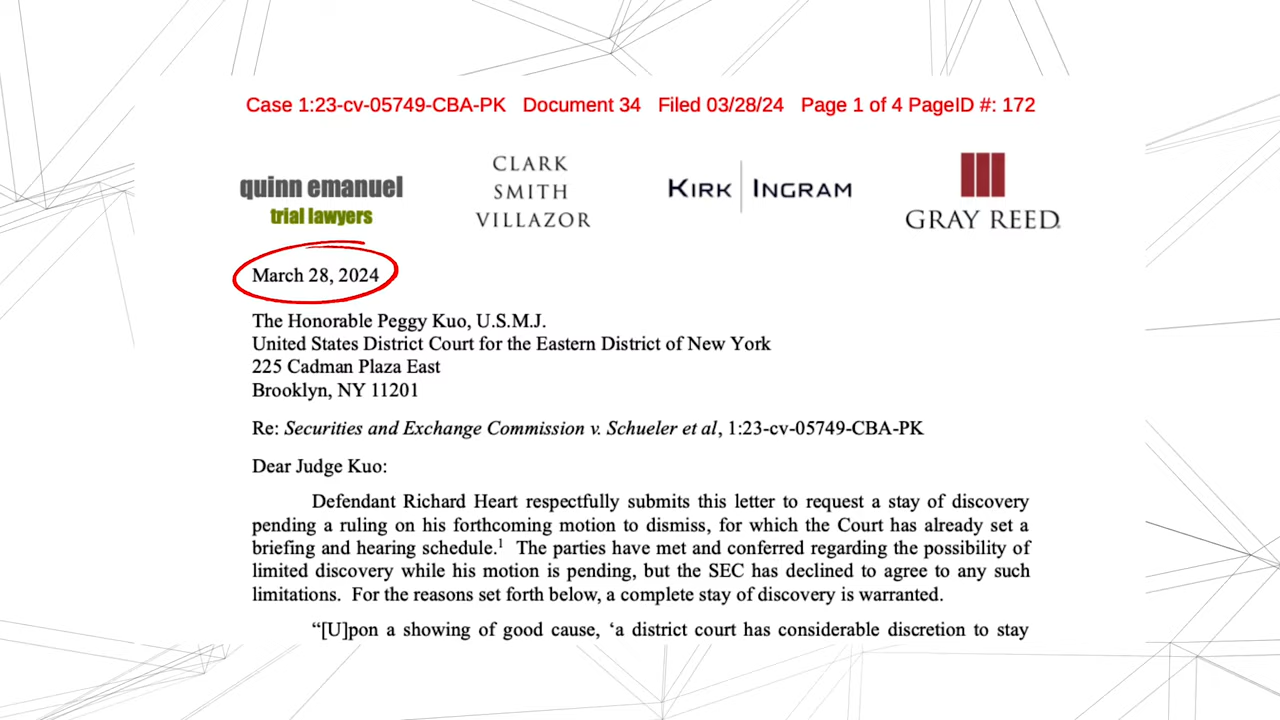 Case 1:23-cv-05749-CBA-PK Document 34 Filed 03/28/24 Page 1 of 4 PageID #: 172
quinn emanuel
trial lawyers
CLARK
SMITH
VILLAZOR
KIRK | INGRAM
GRAY REED
March 28, 2024
The Honorable Peggy Kuo, U.S.M.J.
United States District Court for the Eastern District of New York
225 Cadman Plaza East
Brooklyn, NY 11201
Re: Securities and Exchange Commission v. Schueler et al, 1:23-cv-05749-CBA-PK
Dear Judge Kuo:
Defendant Richard Heart respectfully submits this letter to request a stay of discovery
pending a ruling on his forthcoming motion to dismiss, for which the Court has already set a
briefing and hearing schedule.1 The parties have met and conferred regarding the possibility of
limited discovery while his motion is pending, but the SEC has declined to agree to any such
limitations. For the reasons set forth below, a complete stay of discovery is warranted.
“[U]pon a showing of good cause, ‘a district court has considerable discretion to stay